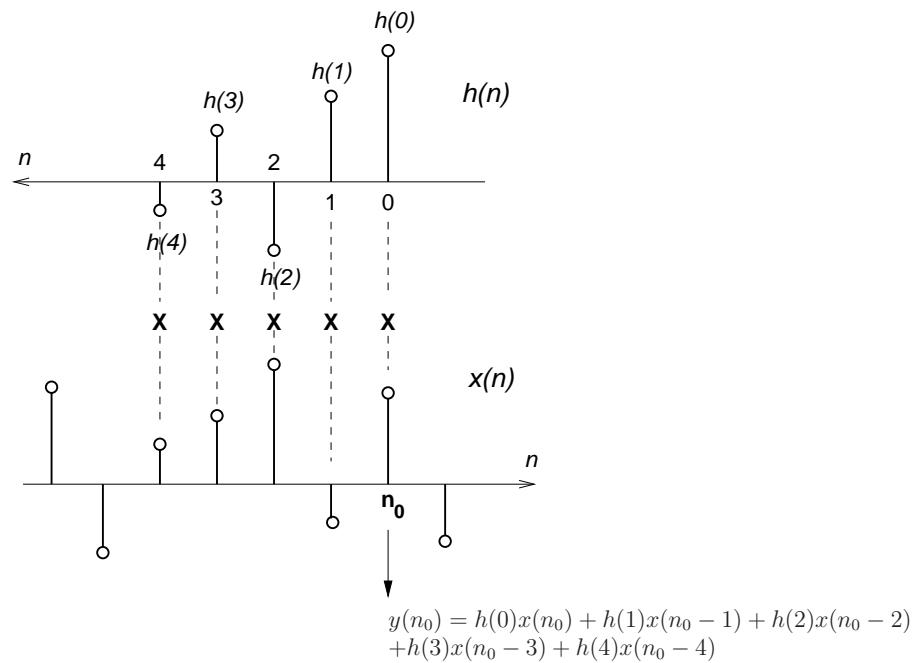 h(0)
h(1)
h(3)
h(n)
n
4
2
3
1
0
h(4)
h(2)
X X X X X
x(n)
n
n₀
y(n₀) = h(0)x(n₀) + h(1)x(n₀ − 1) + h(2)x(n₀ − 2)
+h(3)x(n₀ − 3) + h(4)x(n₀ − 4)